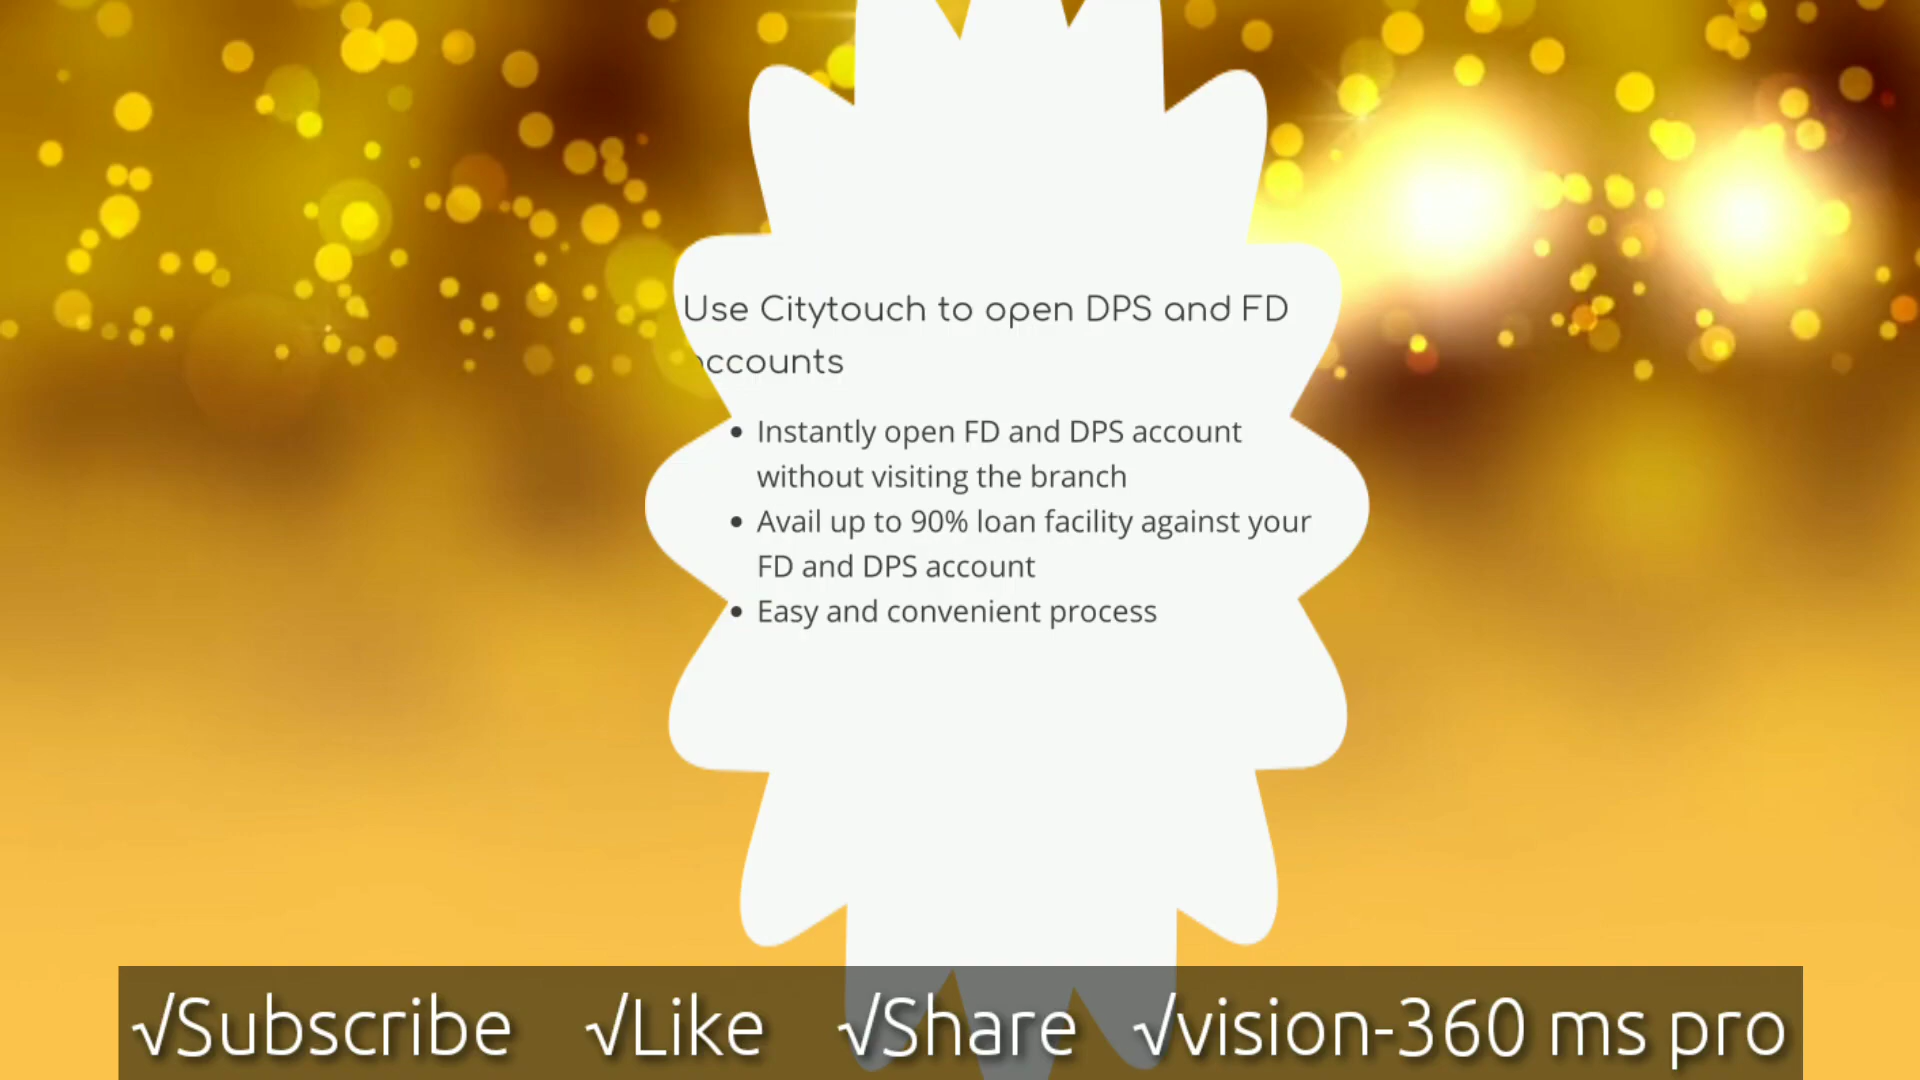 Use Citytouch to open DPS and FD
accounts
• Instantly open FD and DPS account
without visiting the branch
• Avail up to 90% loan facility against your
FD and DPS account
• Easy and convenient process
√Subscribe √Like √Share √vision-360 ms pro